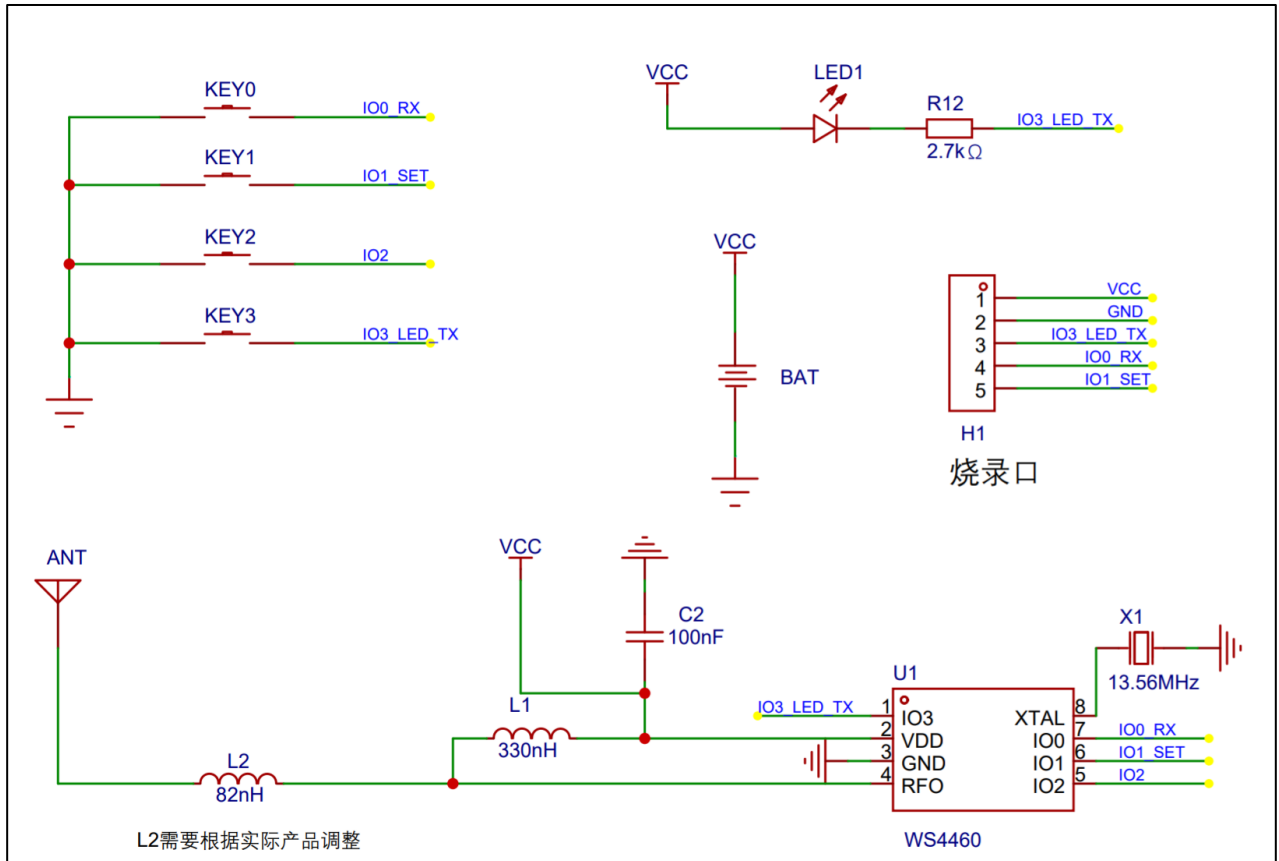 KEY0
IO0_RX
KEY1
IO1_SET
KEY2
IO2
KEY3
IO3_LED_TX
VCC
LED1
R12
2.7kΩ
IO3_LED_TX
VCC
BAT
1
VCC
2
GND
3
IO3_LED_TX
4
IO0_RX
5
IO1_SET
H1
烧录口
ANT
L2
82nH
L2需要根据实际产品调整
VCC
C2
100nF
L1
330nH
X1
13.56MHz
U1
IO3_LED_TX
1
IO3
2
VDD
3
GND
4
RFO
XTAL
8
IO0
7
IO0_RX
IO1
6
IO1_SET
IO2
5
IO2
WS4460